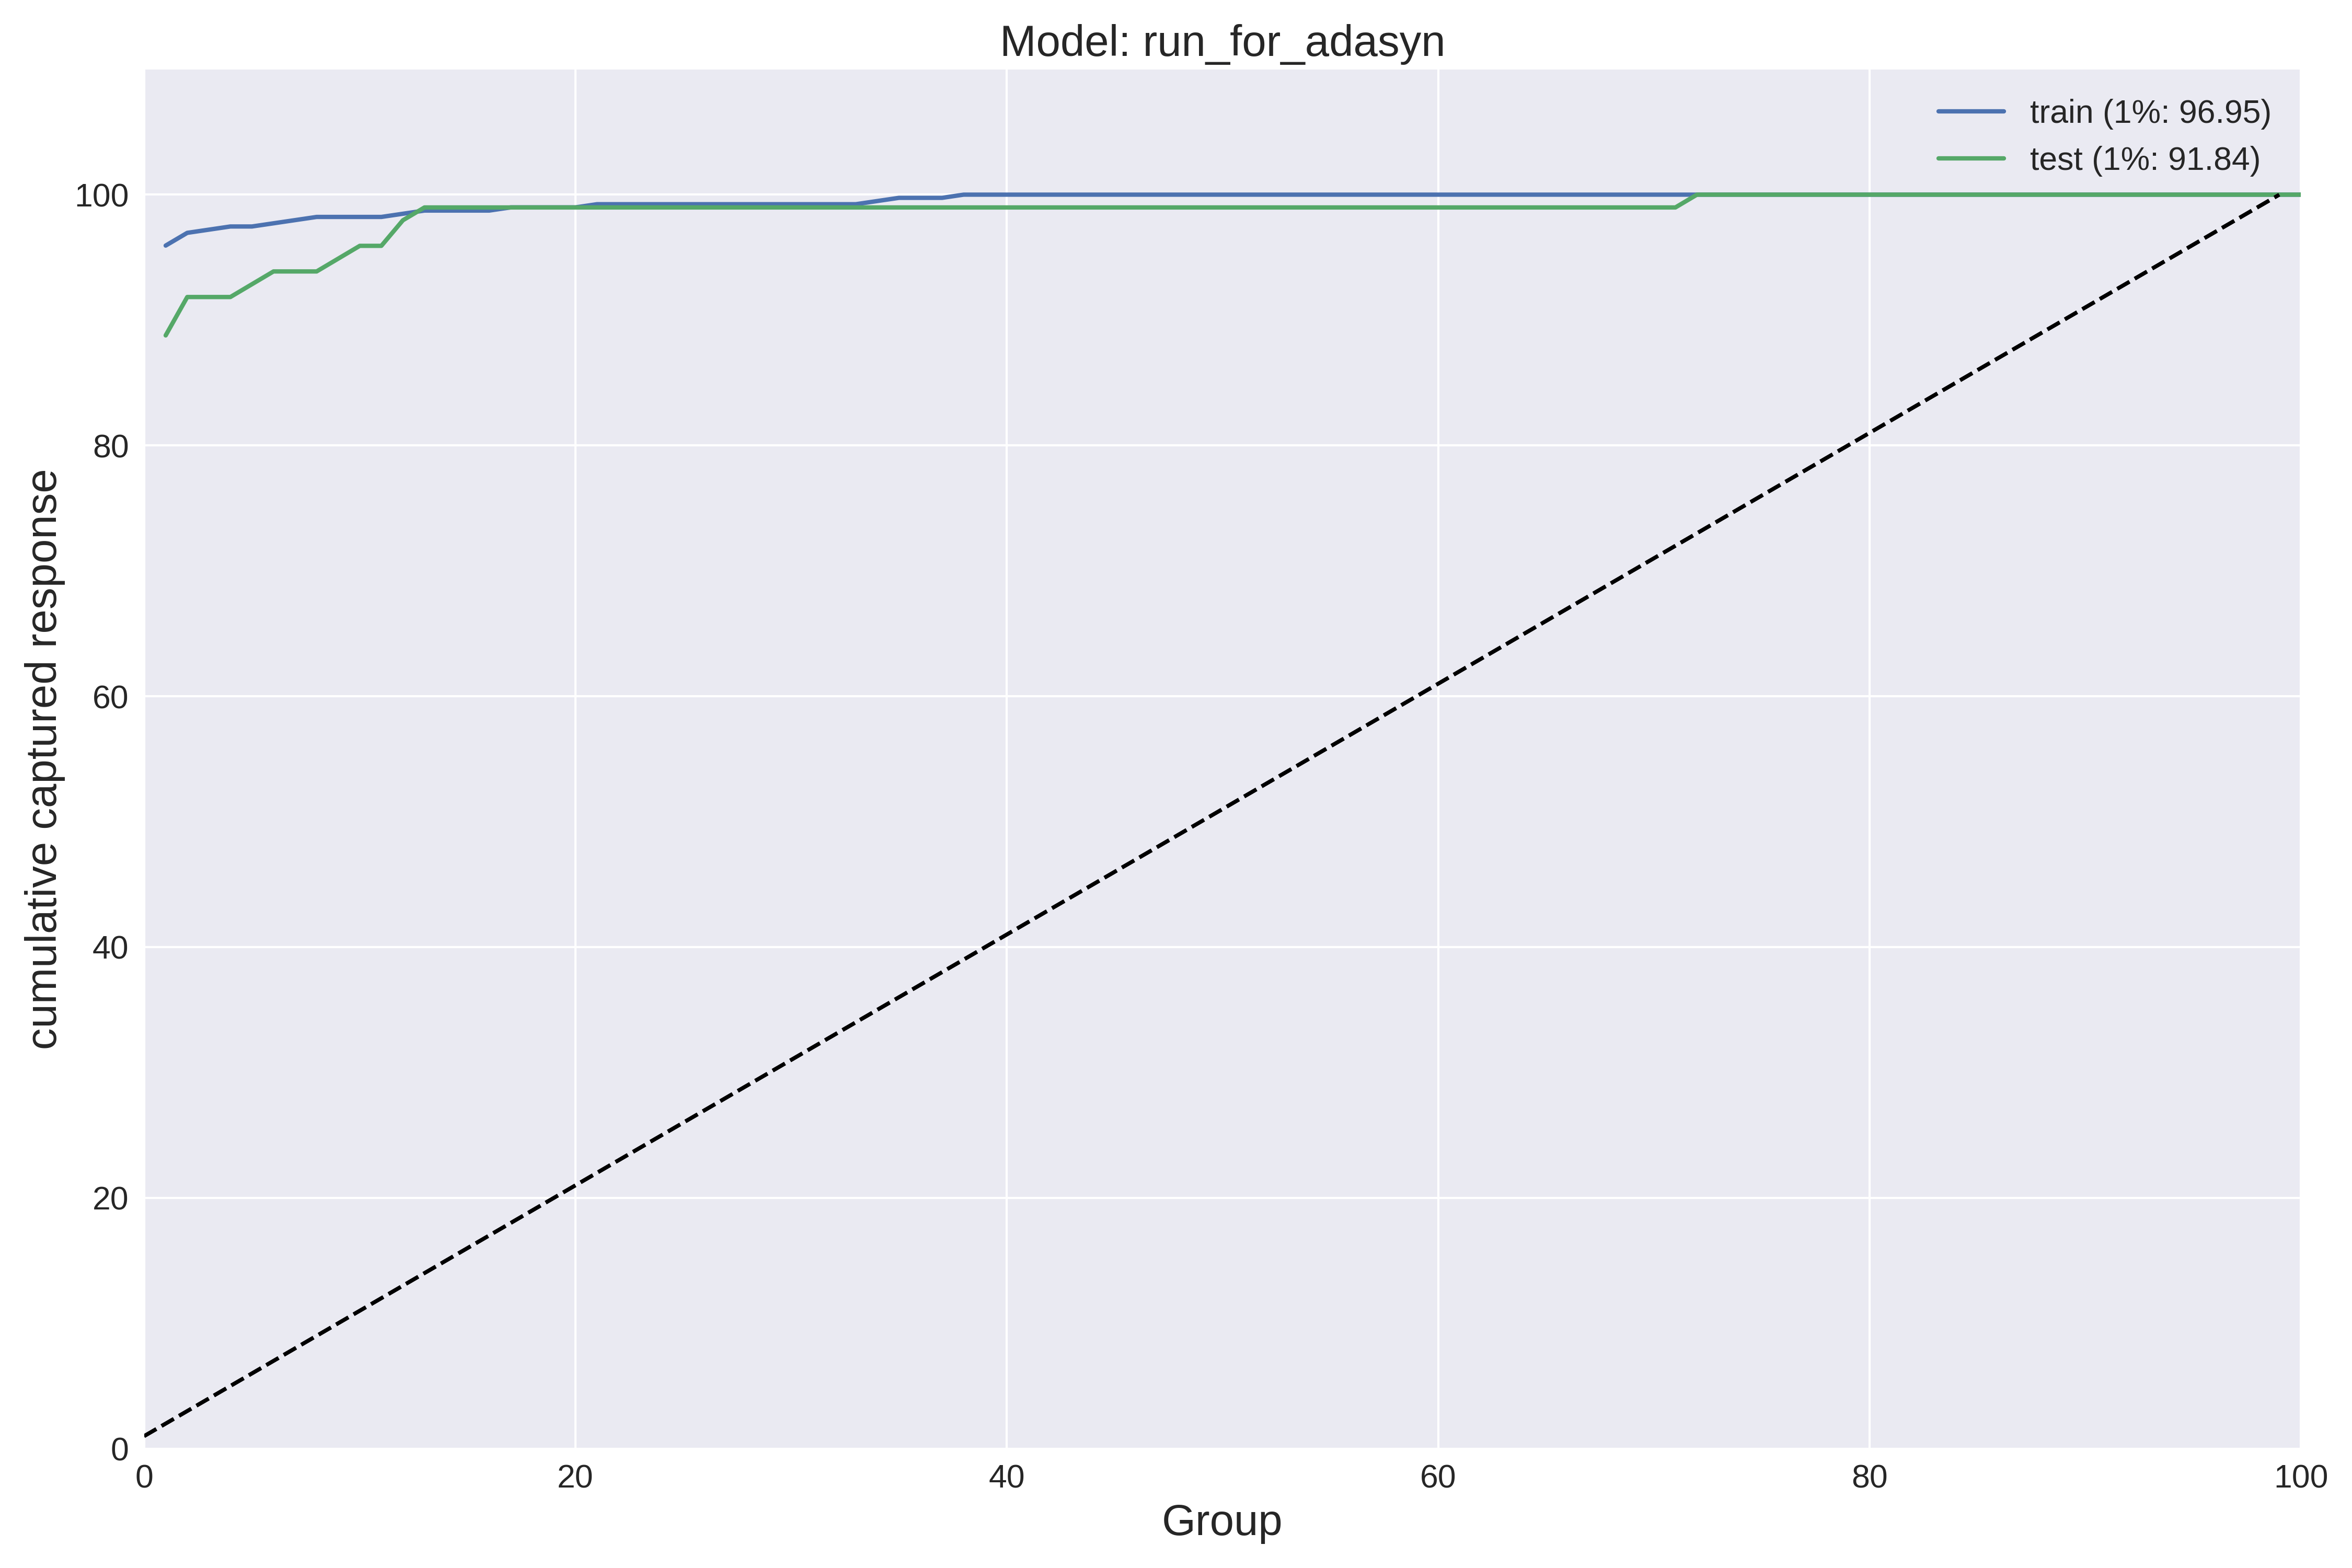 Model: run_for_adasyn
train (1%: 96.95)
test (1%: 91.84)
cumulative captured response
100
80
60
40
20
0
0 20 40 60 80 100
Group